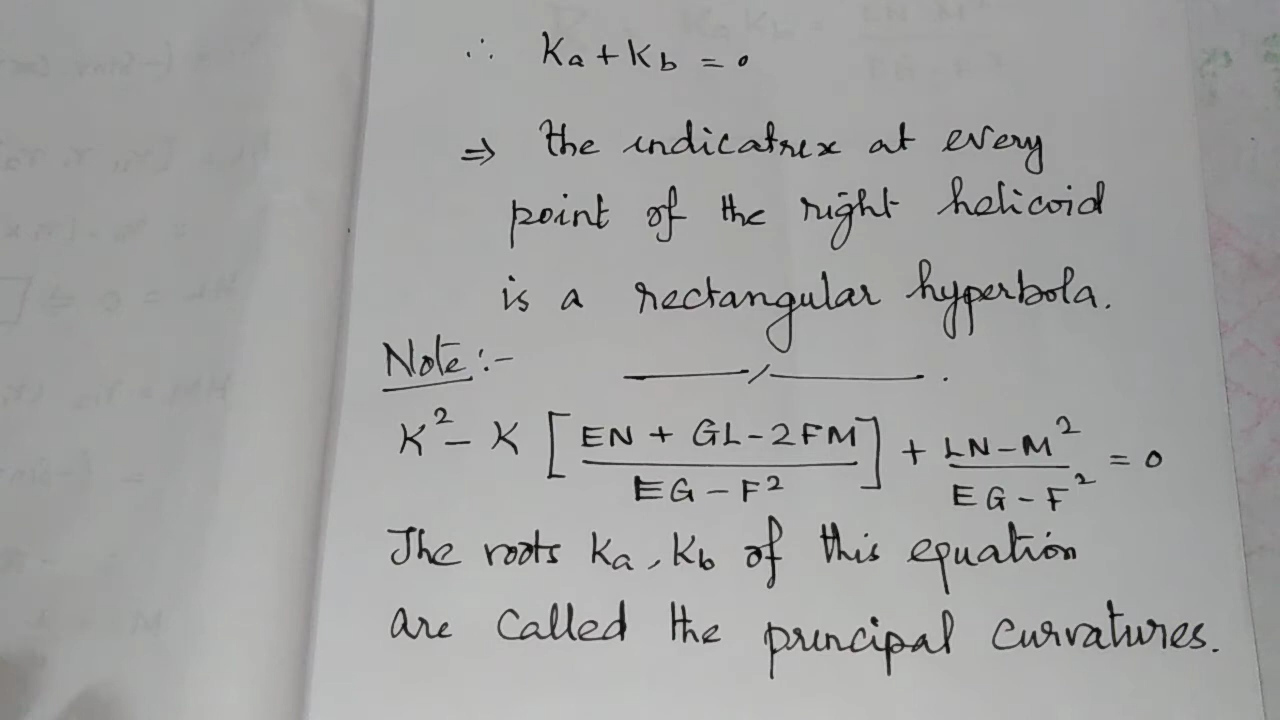 ∴ Ka + Kb = 0
⇒ the indicatrix at every
point of the right helicoid
is a rectangular hyperbola.
Note :-
K² - K [ EN + GL - 2FM / EG - F² ] + LN - M² / EG - F² = 0
The roots Ka, Kb of this equation
are called the principal curvatures.